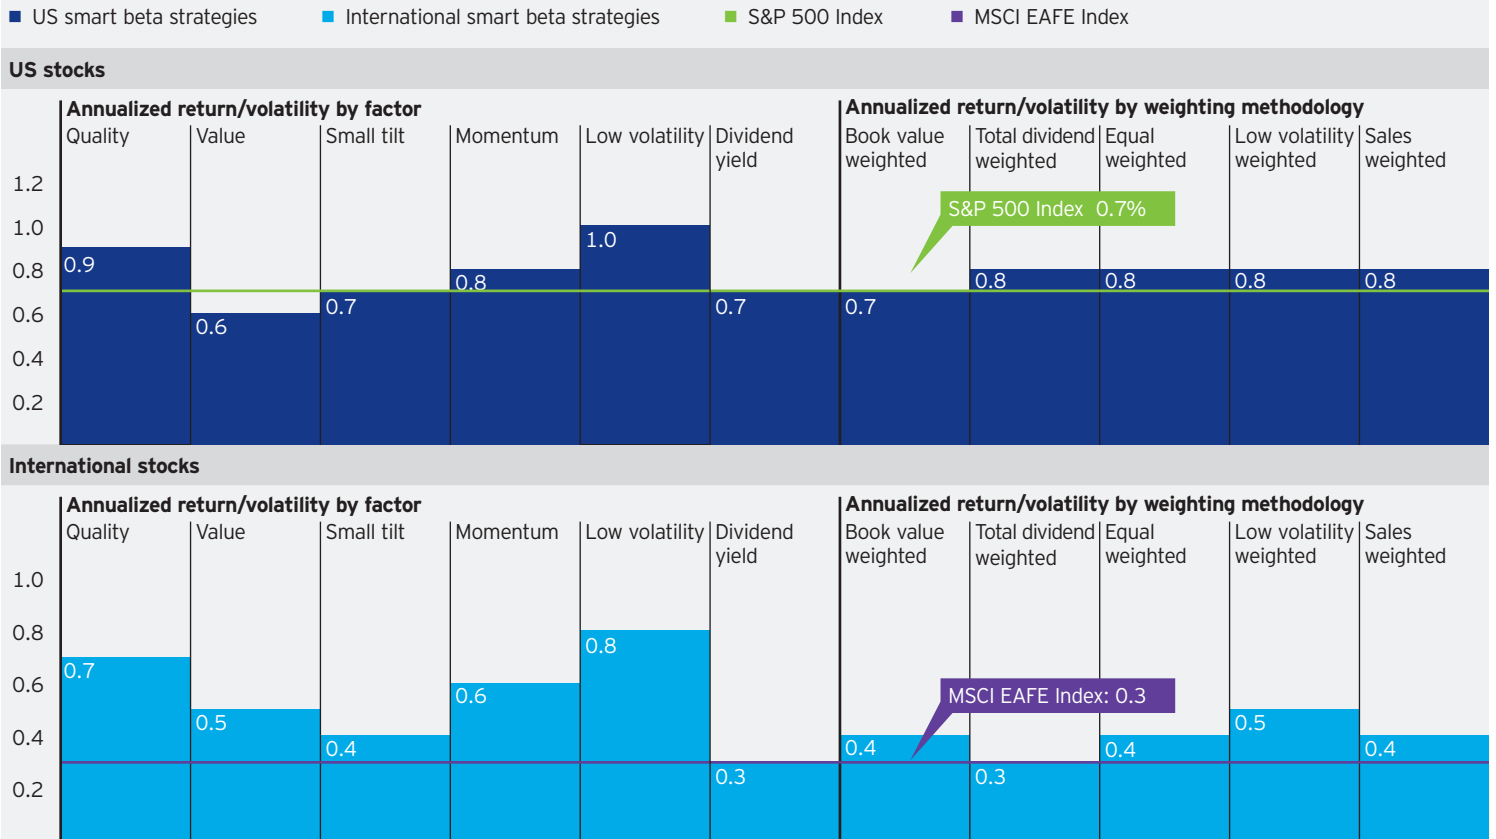 US smart beta strategies International smart beta strategies S&P 500 Index MSCI EAFE Index
US stocks
Annualized return/volatility by factor Annualized return/volatility by weighting methodology
Quality Value Small tilt Momentum Low volatility Dividend Book value Total dividend Equal Low volatility Sales
yield weighted weighted weighted weighted weighted
1.2
S&P 500 Index 0.7%
1.0
1.0
0.9
0.8
0.8 0.8 0.8 0.8 0.8
0.7 0.7 0.7
0.6
0.6
0.4
0.2
International stocks
Annualized return/volatility by factor Annualized return/volatility by weighting methodology
Quality Value Small tilt Momentum Low volatility Dividend Book value Total dividend Equal Low volatility Sales
yield weighted weighted weighted weighted weighted
1.0
0.8
0.8
0.7
0.6
0.6 MSCI EAFE Index: 0.3
0.5 0.5
0.4
0.4 0.4 0.4 0.4
0.3 0.3
0.2